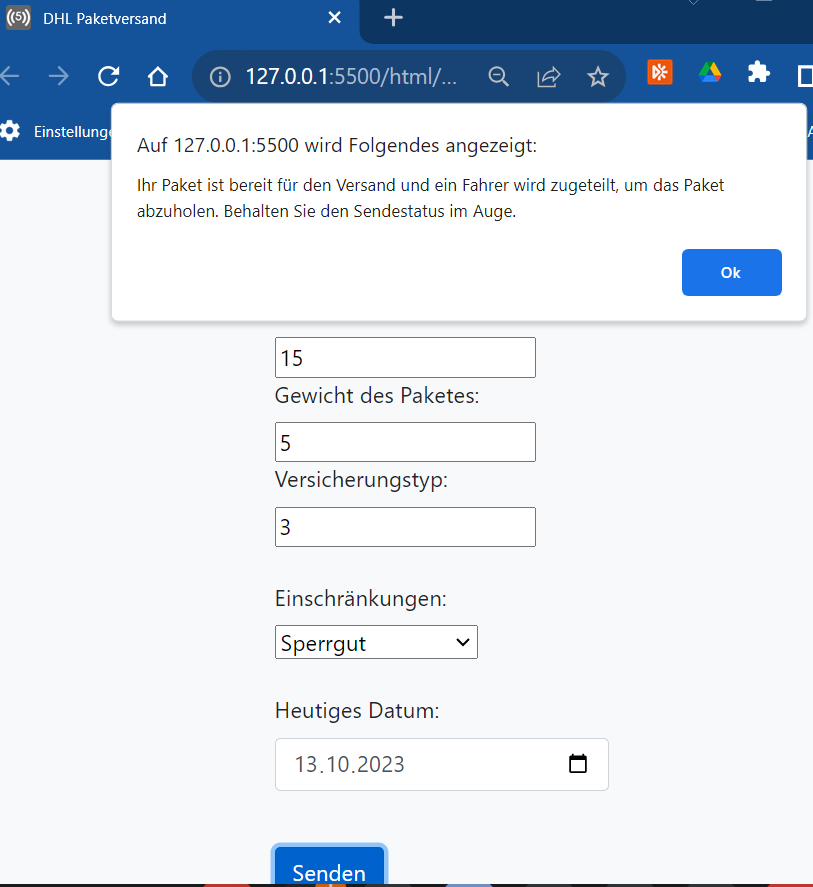 ((5)) DHL Paketversand
127.0.0.1:5500/html/...
Einstellunge
Auf 127.0.0.1:5500 wird Folgendes angezeigt:
Ihr Paket ist bereit für den Versand und ein Fahrer wird zugeteilt, um das Paket
abzuholen. Behalten Sie den Sendestatus im Auge.
Ok
15
Gewicht des Paketes:
5
Versicherungstyp:
3
Einschränkungen:
Sperrgut
Heutiges Datum:
13.10.2023
Senden